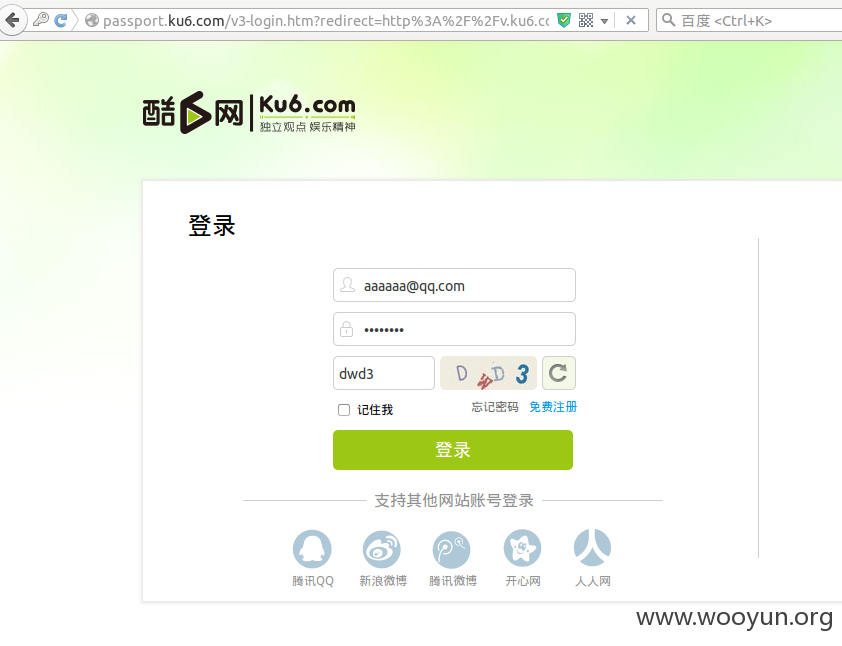 passport.ku6.com/v3-login.htm?redirect=http%3A%2F%2Fv.ku6.co
百度 <Ctrl+K>
酷6网 Ku6.com
独立观点 娱乐精神
登录
aaaaaa@qq.com
••••••••
dwd3 DWD3
记住我 忘记密码 免费注册
登录
支持其他网站账号登录
腾讯QQ 新浪微博 腾讯微博 开心网 人人网
www.wooyun.org